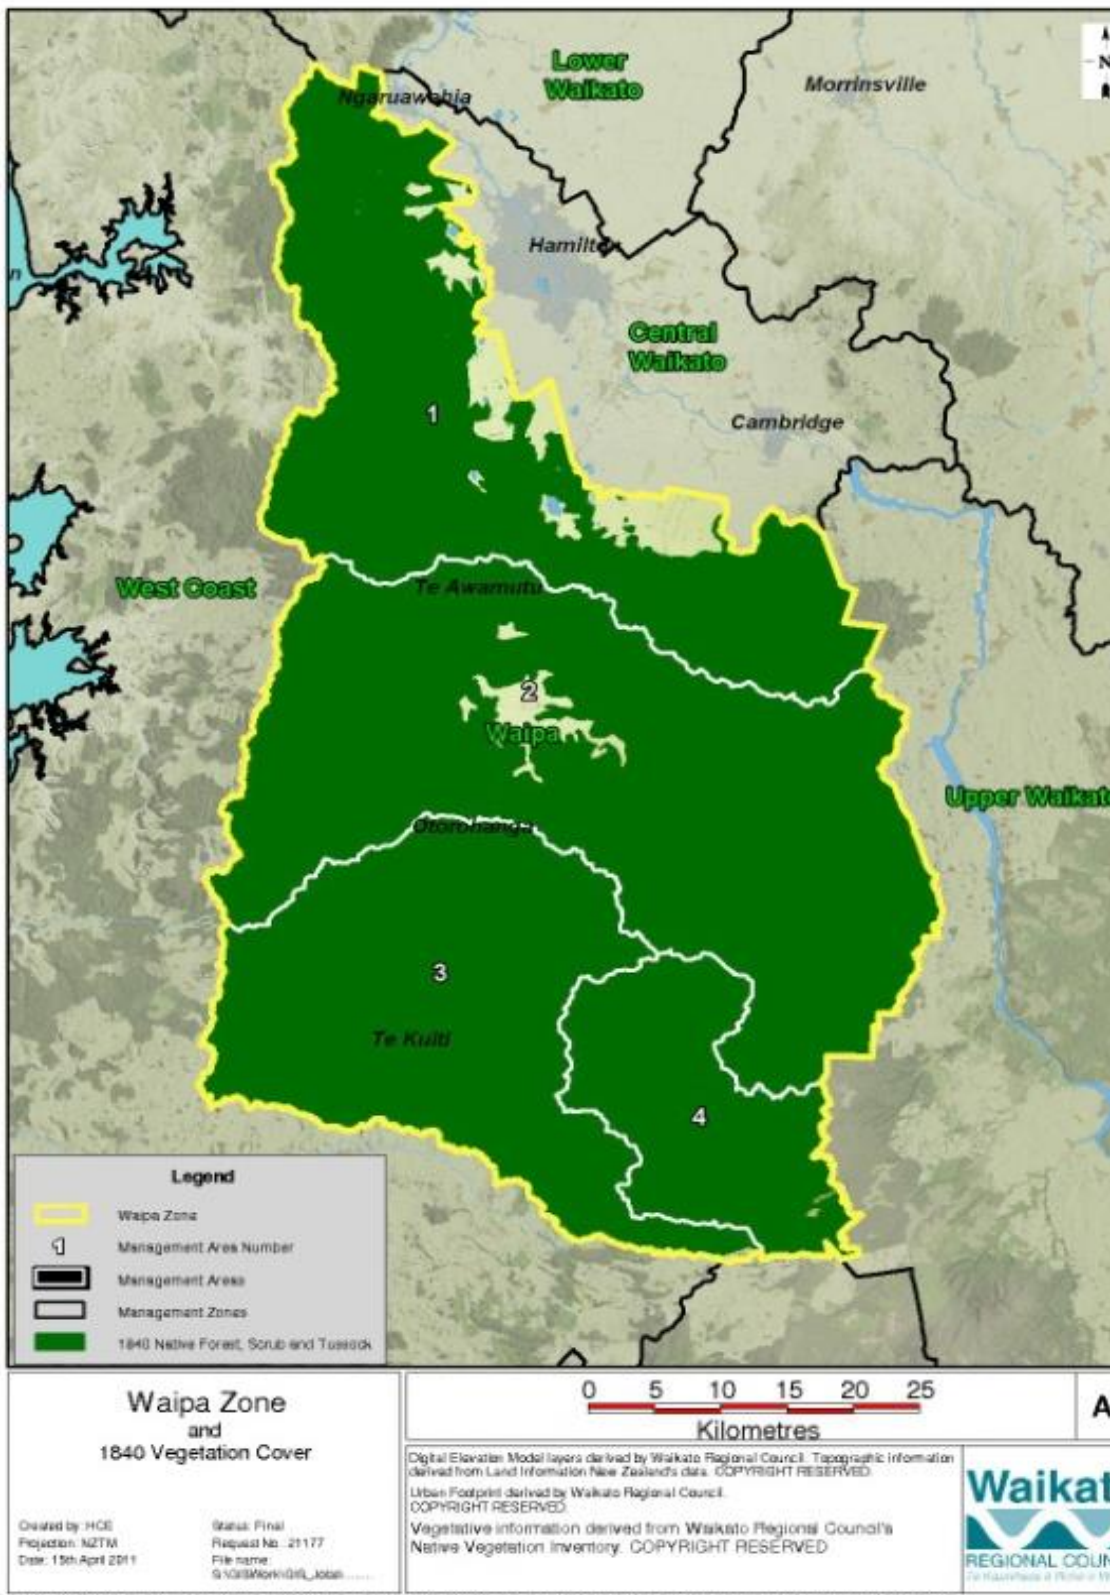 N
Lower
Waikato
Morrinsville
Ngaruawahia
Hamilton
Central
Waikato
Cambridge
1
West Coast
Te Awamutu
2
Waipa
Upper Waikato
Otorohanga
3
Te Kuiti
4
Legend
Waipa Zone
1 Management Area Number
Management Areas
Management Zones
1840 Native Forest, Scrub and Tussock
Waipa Zone
and
1840 Vegetation Cover
Created by: HCE
Projection: NZTM
Date: 15th April 2011
Status: Final
Request No.: 21177
File name:
0 5 10 15 20 25
Kilometres
A
Digital Elevation Model layers derived by Waikato Regional Council. Topographic information
derived from Land Information New Zealand's data. COPYRIGHT RESERVED.
Urban Footprint derived by Waikato Regional Council.
COPYRIGHT RESERVED.
Vegetative information derived from Waikato Regional Council's
Native Vegetation Inventory. COPYRIGHT RESERVED
Waikat
REGIONAL COUN